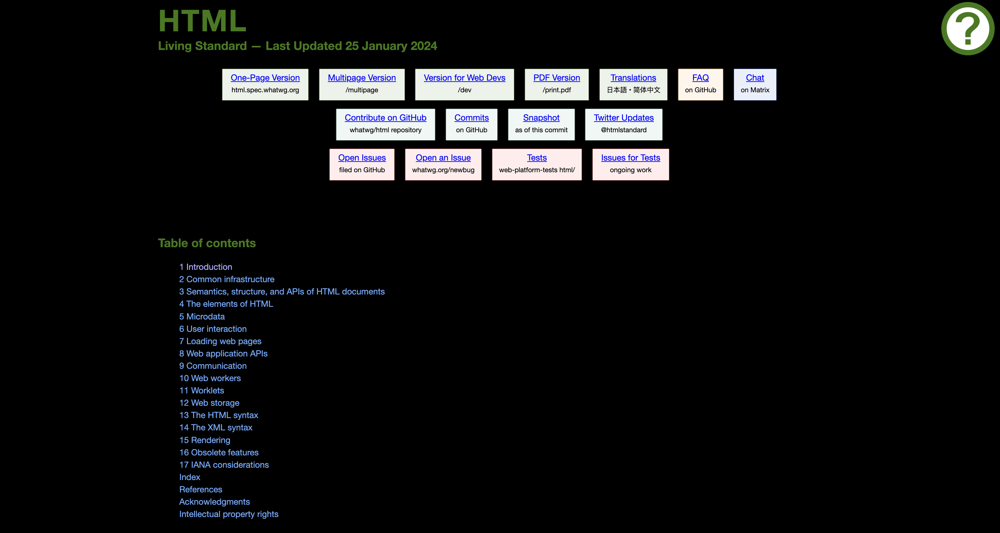 HTML
Living Standard — Last Updated 25 January 2024
?
One-Page Version
html.spec.whatwg.org
Multipage Version
/multipage
Version for Web Devs
/dev
PDF Version
/print.pdf
Translations
日本語 • 简体中文
FAQ
on GitHub
Chat
on Matrix
Contribute on GitHub
whatwg/html repository
Commits
on GitHub
Snapshot
as of this commit
Twitter Updates
@htmlstandard
Open Issues
filed on GitHub
Open an Issue
whatwg.org/newbug
Tests
web-platform-tests html/
Issues for Tests
ongoing work
Table of contents
1 Introduction
2 Common infrastructure
3 Semantics, structure, and APIs of HTML documents
4 The elements of HTML
5 Microdata
6 User interaction
7 Loading web pages
8 Web application APIs
9 Communication
10 Web workers
11 Worklets
12 Web storage
13 The HTML syntax
14 The XML syntax
15 Rendering
16 Obsolete features
17 IANA considerations
Index
References
Acknowledgments
Intellectual property rights